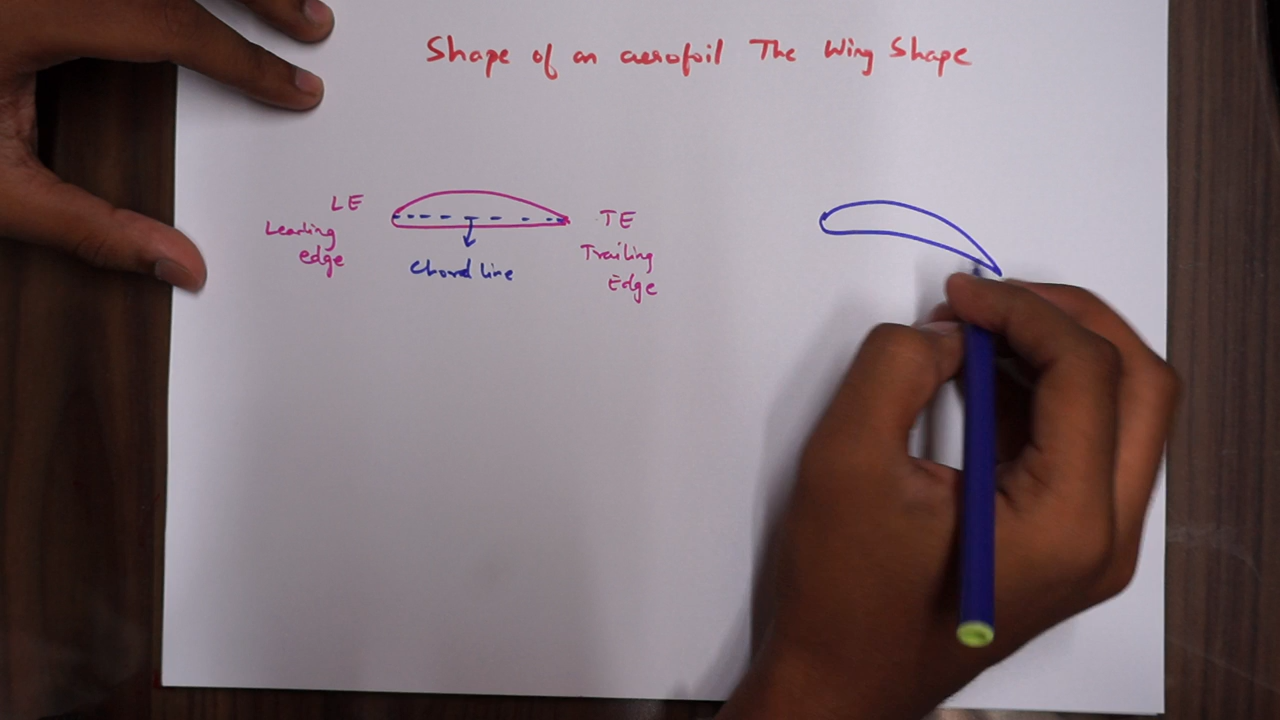 Shape of an aerofoil The Wing Shape
LE
Leading
edge
Chord line
TE
Trailing
Edge